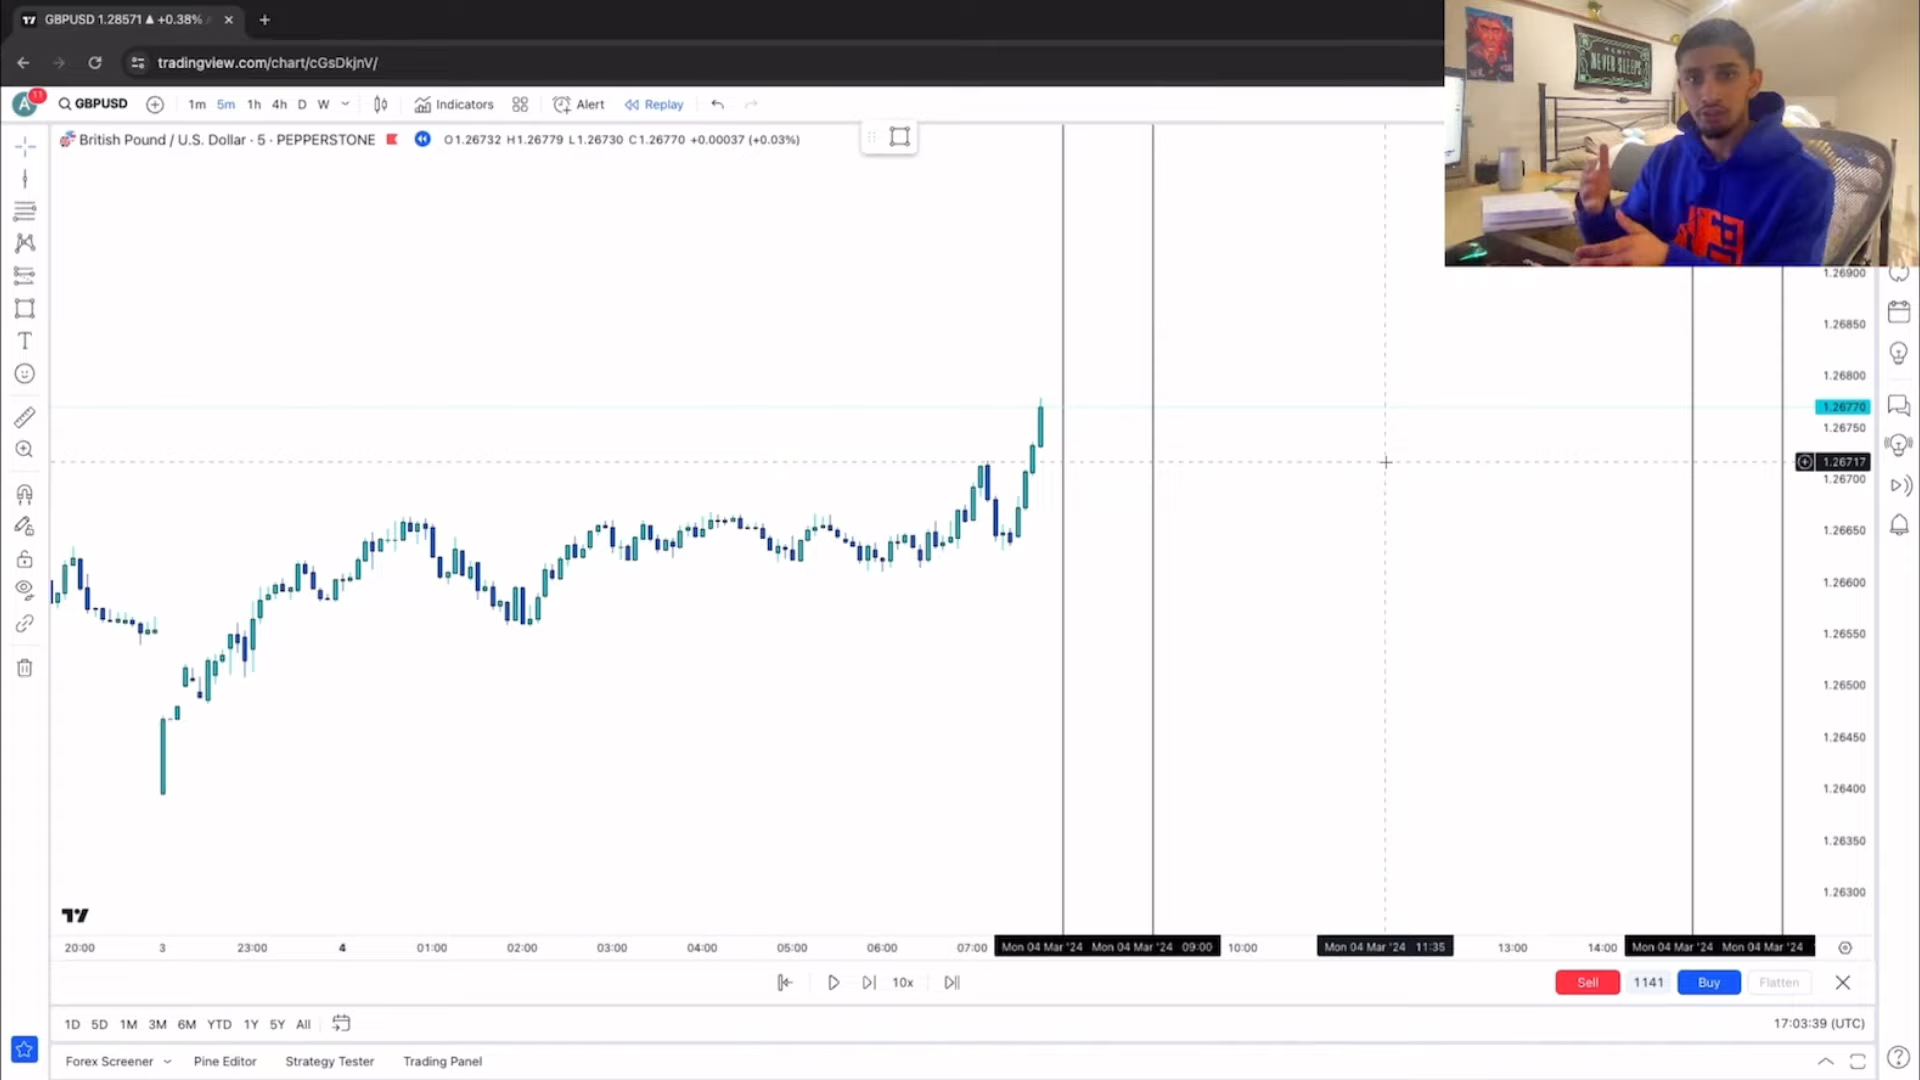 GBPUSD 1.28571 ▲ +0.38%
tradingview.com/chart/cGsDkjnV/
A 11 GBPUSD 1m 5m 1h 4h D W Indicators Alert Replay
British Pound / U.S. Dollar · 5 · PEPPERSTONE O1.26732 H1.26779 L1.26730 C1.26770 +0.00037 (+0.03%)
NEVER SLEEPS
1.26900
1.26850
1.26800
1.26770
1.26750
1.26717
1.26700
1.26650
1.26600
1.26550
1.26500
1.26450
1.26400
1.26350
1.26300
20:00 3 23:00 4 01:00 02:00 03:00 04:00 05:00 06:00 07:00 Mon 04 Mar '24 Mon 04 Mar '24 09:00 10:00 Mon 04 Mar '24 11:35 13:00 14:00 Mon 04 Mar '24 Mon 04 Mar '24
10x Sell 1141 Buy Flatten
1D 5D 1M 3M 6M YTD 1Y 5Y All 17:03:39 (UTC)
Forex Screener Pine Editor Strategy Tester Trading Panel